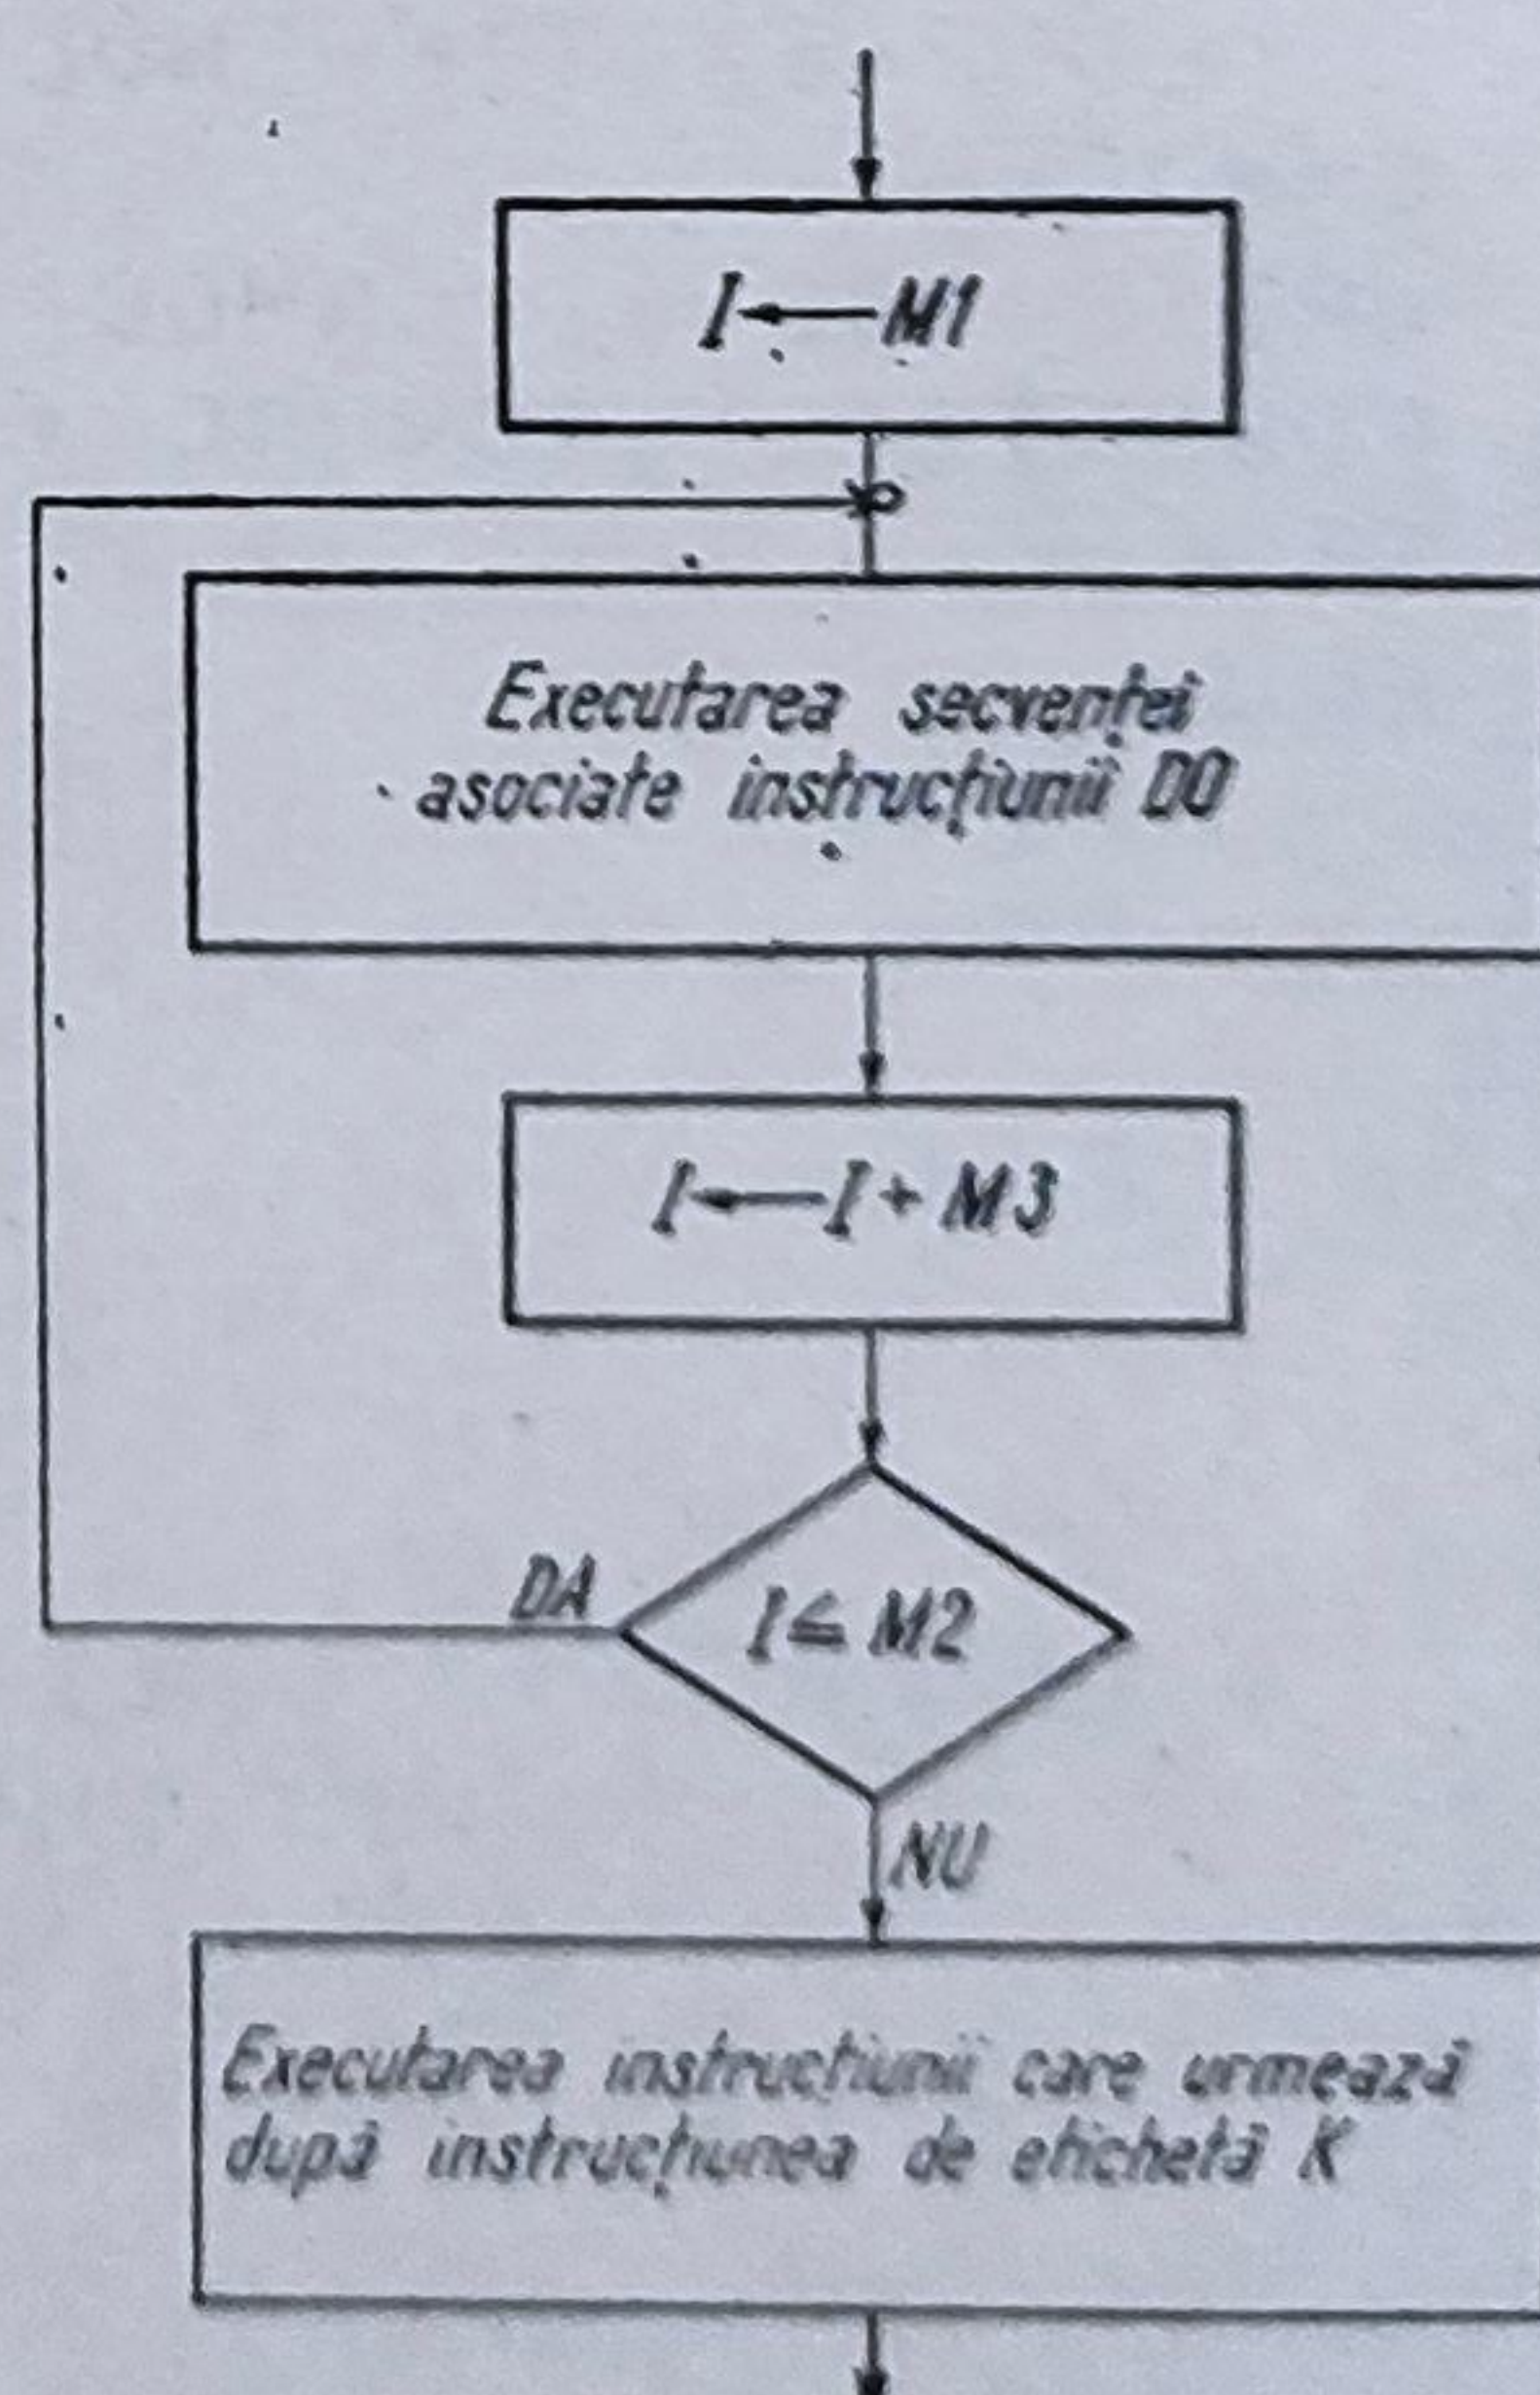 I ← M1
Executarea secvenței
asociate instrucțiunii DO
I ← I + M3
DA
I ≤ M2
NU
Executarea instrucțiunii care urmează
după instrucțiunea de etichetă K